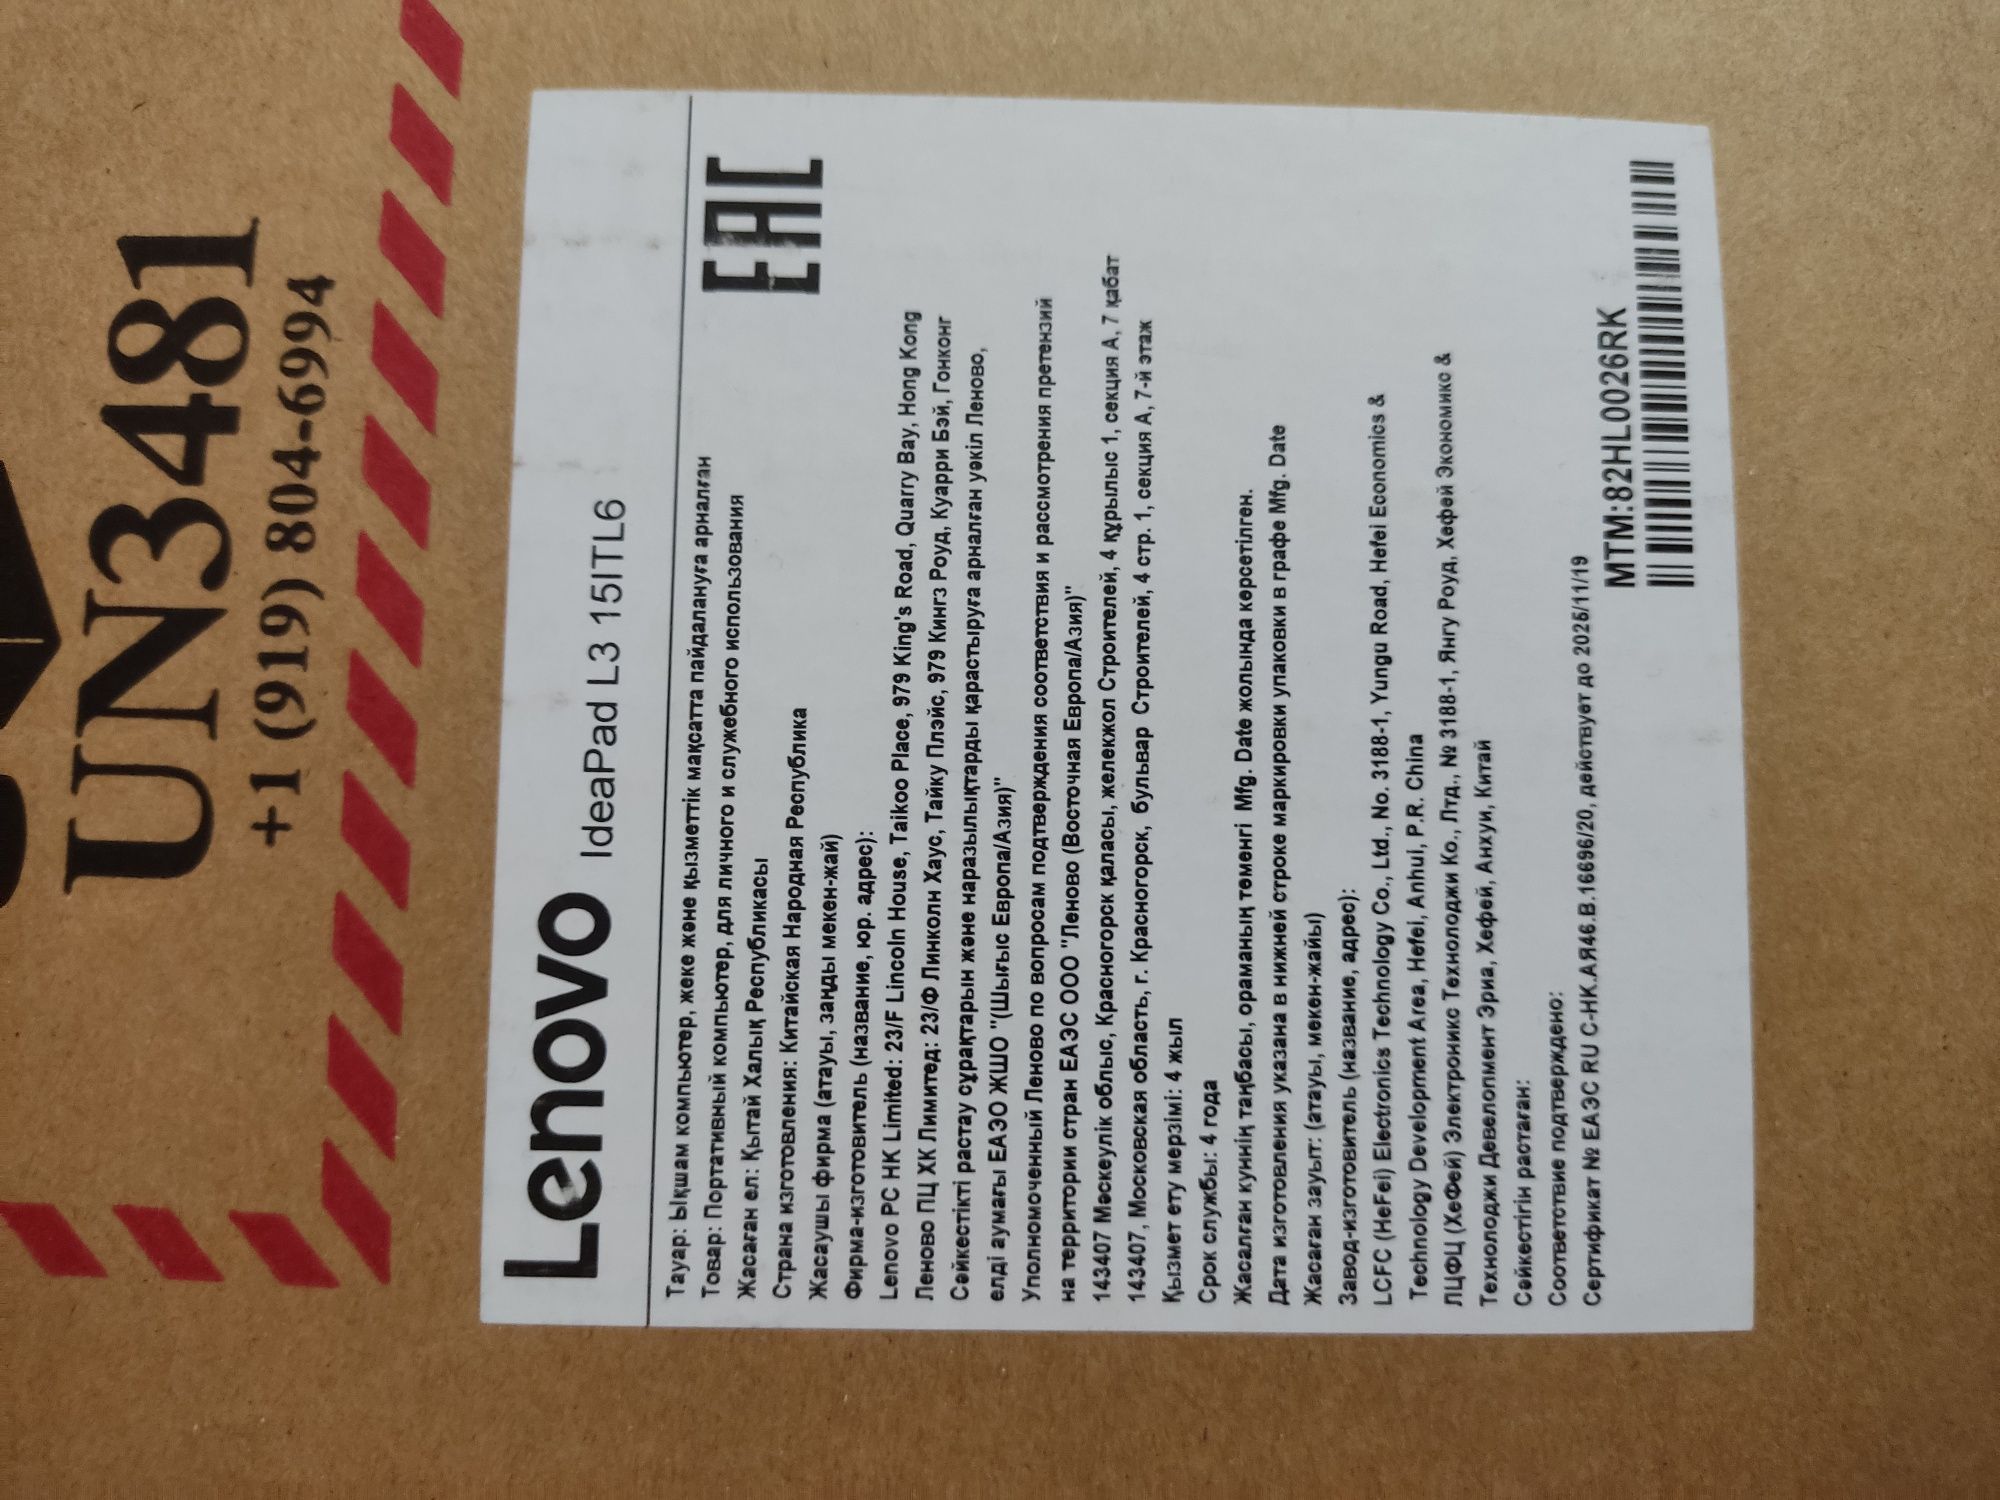 UN3481
+1 (919) 804-6994
Lenovo IdeaPad L3 15ITL6
EAC
Тауар: Ықшам компьютер, жеке және қызметтік мақсатта пайдалануға арналған
Товар: Портативный компьютер, для личного и служебного использования
Жасаған ел: Қытай Халық Республикасы
Страна изготовления: Китайская Народная Республика
Жасаушы фирма (атауы, заңды мекен-жай)
Фирма-изготовитель (название, юр. адрес):
Lenovo PC HK Limited: 23/F Lincoln House, Taikoo Place, 979 King's Road, Quarry Bay, Hong Kong
Леново ПЦ ХК Лимитед: 23/Ф Линколн Хаус, Тайку Плэйс, 979 Кингз Роуд, Куарри Бэй, Гонконг
Сәйкестікті растау сұрақтарын және наразылықтарды қарастыруға арналған уәкіл Леново,
елді аумағы ЕАЭО ЖШО "(Шығыс Европа/Азия)"
Уполномоченный Леново по вопросам подтверждения соответствия и рассмотрения претензий
на территории стран ЕАЭС ООО "Леново (Восточная Европа/Азия)"
143407 Мәскеулік облыс, Красногорск қаласы, желекжол Строителей, 4 құрылыс 1, секция А, 7 қабат
143407, Московская область, г. Красногорск, бульвар Строителей, 4 стр. 1, секция А, 7-й этаж
Қызмет ету мерзімі: 4 жыл
Срок службы: 4 года
Жасалған күннің таңбасы, ораманың төменгі Mfg. Date жолында көрсетілген.
Дата изготовления указана в нижней строке маркировки упаковки в графе Mfg. Date
Жасаған зауыт: (атауы, мекен-жайы)
Завод-изготовитель (название, адрес):
LCFC (HeFei) Electronics Technology Co., Ltd., No. 3188-1, Yungu Road, Hefei Economics &
Technology Development Area, Hefei, Anhui, P.R. China
ЛЦФЦ (ХеФей) Электроникс Технолоджи Ко., Лтд., № 3188-1, Янгу Роуд, Хефей Экономикс &
Технолоджи Девелопмент Эриа, Хефей, Анхуи, Китай
Сәйкестігін растаған:
Соответствие подтверждено:
Сертификат № ЕАЭС RU С-НК.АЯ46.В.16696/20, действует до 2025/11/19
MTM:82HL0026RK